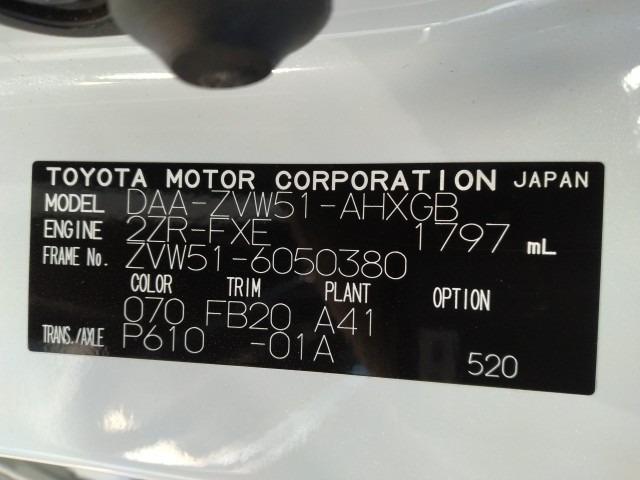 TOYOTA MOTOR CORPORATION JAPAN
MODEL DAA-ZVW51-AHXGB
ENGINE 2ZR-FXE 1797 mL
FRAME No. ZVW51-6050380
COLOR TRIM PLANT OPTION
070 FB20 A41
TRANS./AXLE P610 -01A
520